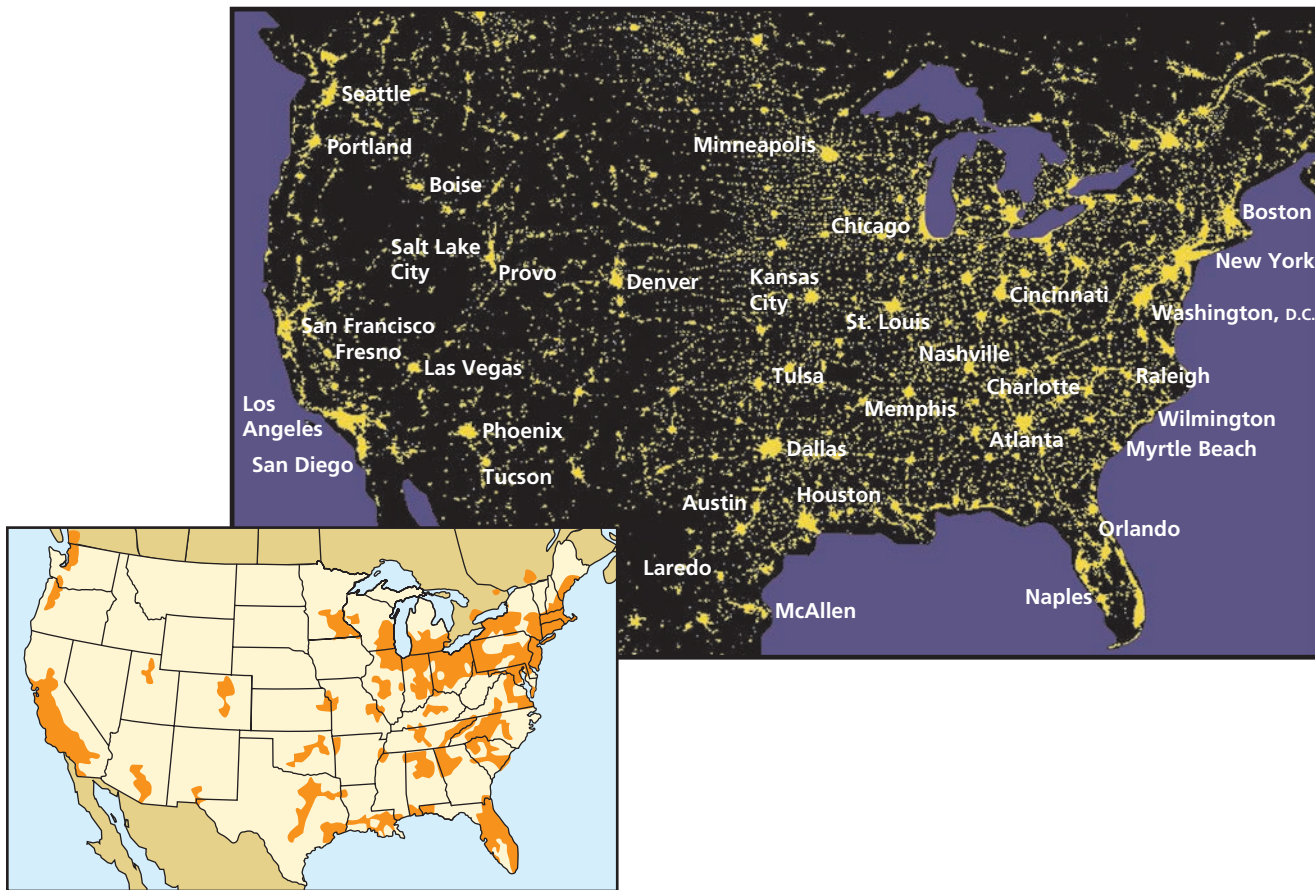 Seattle
Portland
Minneapolis
Boise
Boston
Chicago
Salt Lake
City
Provo
New York
Denver
Kansas
City
Cincinnati
St. Louis
Washington, D.C.
San Francisco
Fresno
Las Vegas
Nashville
Tulsa
Charlotte
Raleigh
Los
Angeles
Memphis
Wilmington
Phoenix
Atlanta
Dallas
Myrtle Beach
San Diego
Tucson
Austin
Houston
Orlando
Laredo
Naples
McAllen